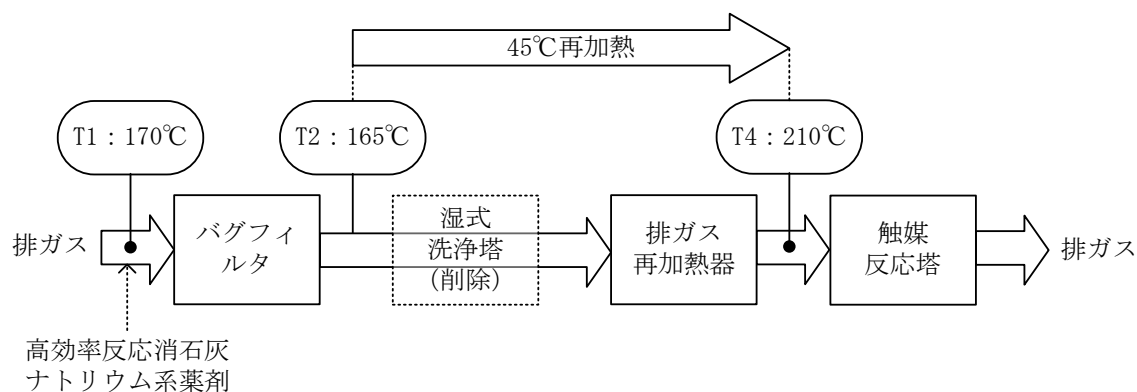 45℃再加熱
T1：170℃
T2：165℃
T4：210℃
排ガス
バグフィ
ルタ
湿式
洗浄塔
(削除)
排ガス
再加熱器
触媒
反応塔
排ガス
高効率反応消石灰
ナトリウム系薬剤